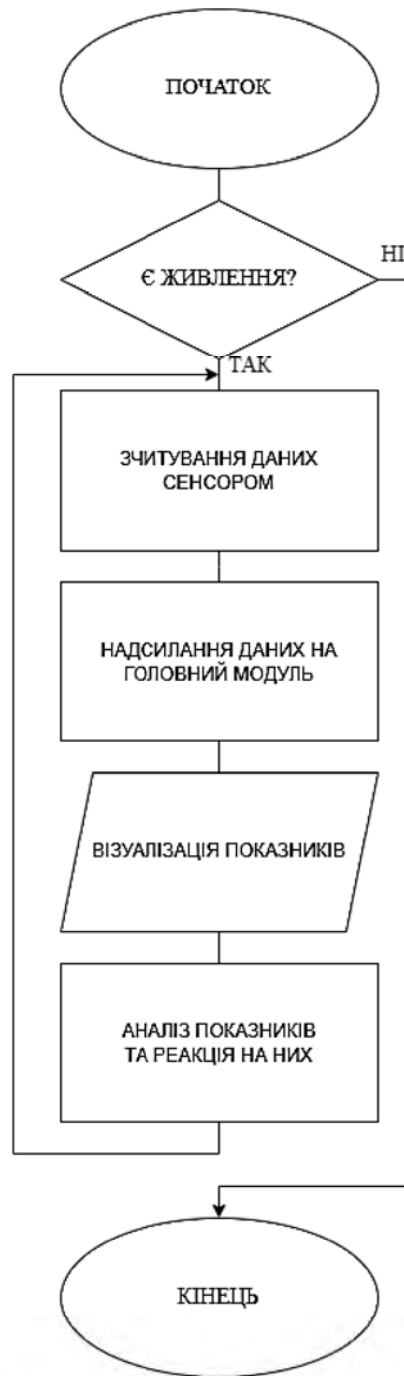 ПОЧАТОК
Є ЖИВЛЕННЯ?
НІ
ТАК
ЗЧИТУВАННЯ ДАНИХ
СЕНСОРОМ
НАДСИЛАННЯ ДАНИХ НА
ГОЛОВНИЙ МОДУЛЬ
ВІЗУАЛІЗАЦІЯ ПОКАЗНИКІВ
АНАЛІЗ ПОКАЗНИКІВ
ТА РЕАКЦІЯ НА НИХ
КІНЕЦЬ